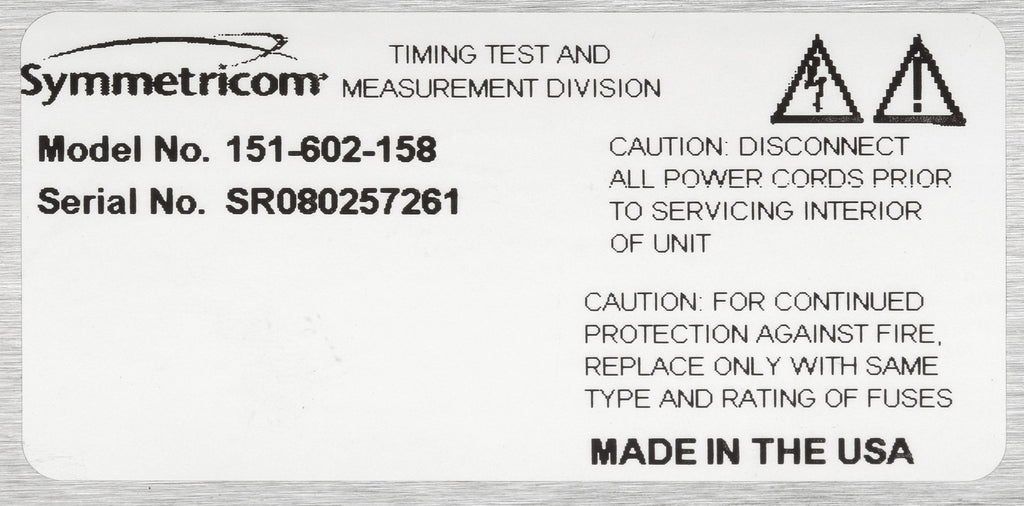 Symmetricom
TIMING TEST AND
MEASUREMENT DIVISION
Model No. 151-602-158
Serial No. SR080257261
CAUTION: DISCONNECT
ALL POWER CORDS PRIOR
TO SERVICING INTERIOR
OF UNIT
CAUTION: FOR CONTINUED
PROTECTION AGAINST FIRE,
REPLACE ONLY WITH SAME
TYPE AND RATING OF FUSES
MADE IN THE USA